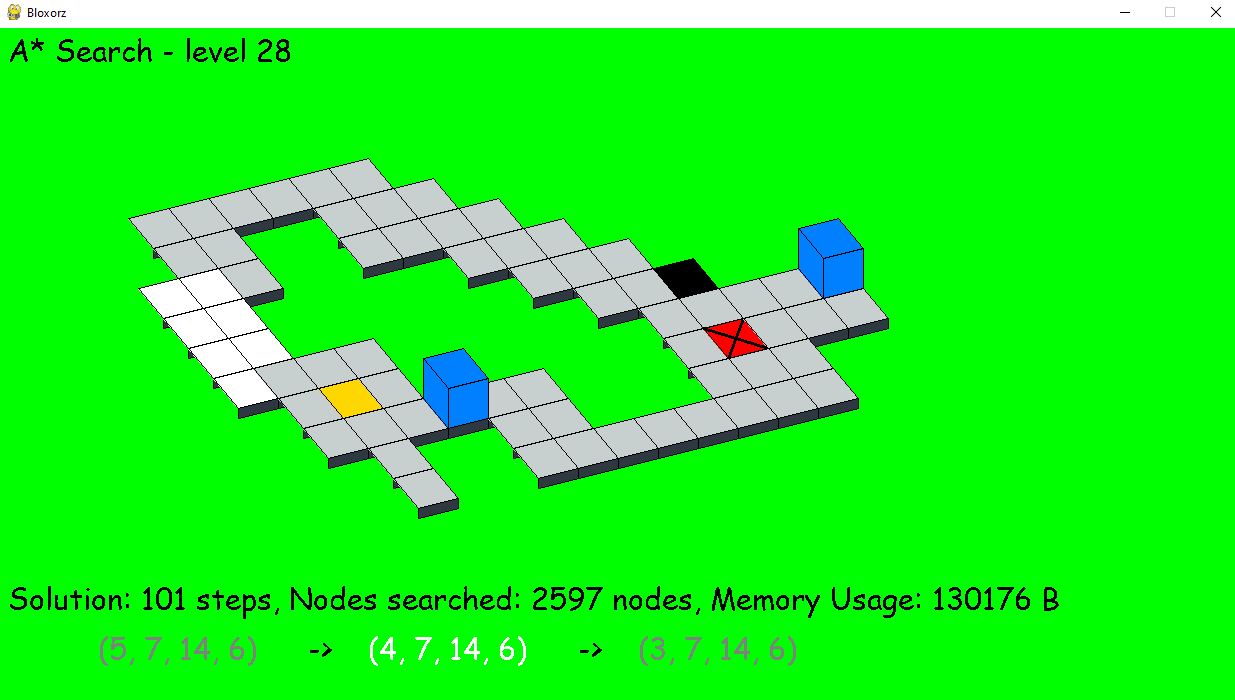 Bloxorz
A* Search - level 28
Solution: 101 steps, Nodes searched: 2597 nodes, Memory Usage: 130176 B
(5, 7, 14, 6) -> (4, 7, 14, 6) -> (3, 7, 14, 6)